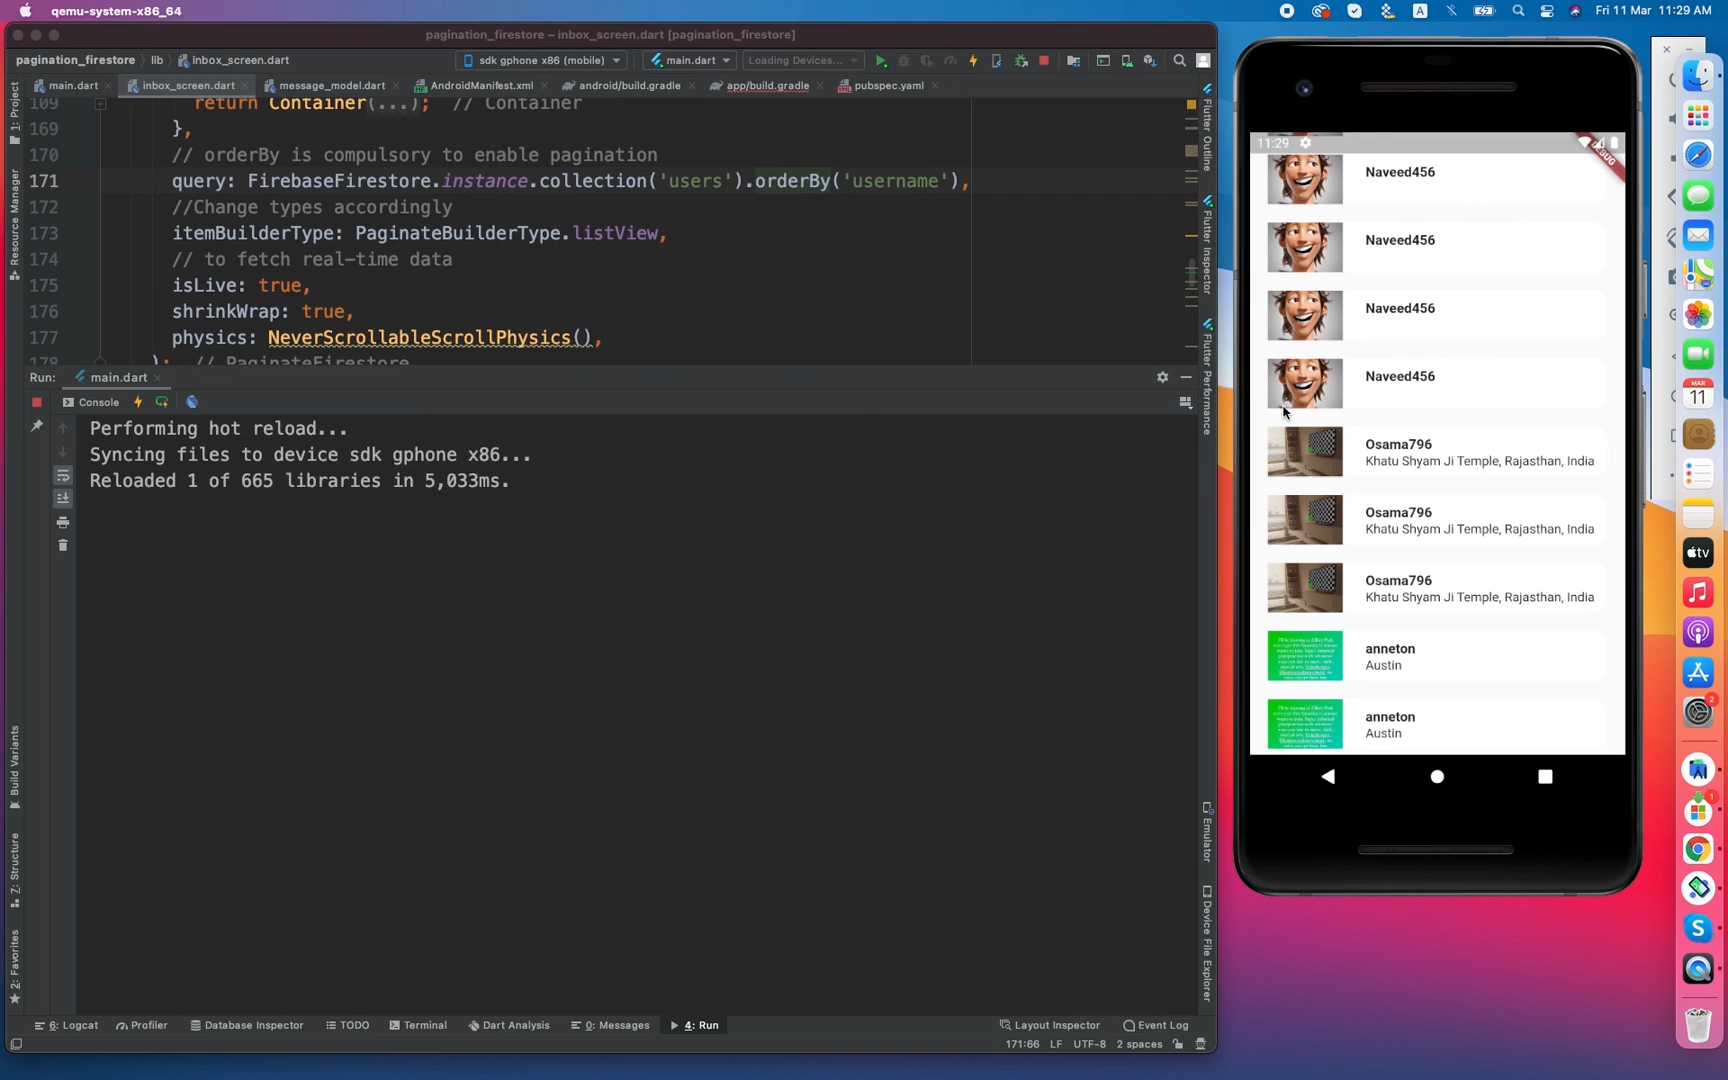 qemu-system-x86_64
Fri 11 Mar 11:29 AM
pagination_firestore – inbox_screen.dart [pagination_firestore]
pagination_firestore lib inbox_screen.dart
sdk gphone x86 (mobile)
main.dart
Loading Devices...
main.dart
inbox_screen.dart
message_model.dart
AndroidManifest.xml
android/build.gradle
app/build.gradle
pubspec.yaml
109 return Container(...); // Container
169 },
170 // orderBy is compulsory to enable pagination
171 query: FirebaseFirestore.instance.collection('users').orderBy('username'),
172 //Change types accordingly
173 itemBuilderType: PaginateBuilderType.listView,
174 // to fetch real-time data
175 isLive: true,
176 shrinkWrap: true,
177 physics: NeverScrollableScrollPhysics(),
178 ); // PaginateFirestore
Run: main.dart
Console
Performing hot reload...
Syncing files to device sdk gphone x86...
Reloaded 1 of 665 libraries in 5,033ms.
1: Project
Resource Manager
Build Variants
7: Structure
2: Favorites
Flutter Outline
Flutter Inspector
Flutter Performance
Emulator
Device File Explorer
6: Logcat
Profiler
Database Inspector
TODO
Terminal
Dart Analysis
0: Messages
4: Run
Layout Inspector
Event Log
171:66 LF UTF-8 2 spaces
11:29
DEBUG
Naveed456
Naveed456
Naveed456
Naveed456
Osama796
Khatu Shyam Ji Temple, Rajasthan, India
Osama796
Khatu Shyam Ji Temple, Rajasthan, India
Osama796
Khatu Shyam Ji Temple, Rajasthan, India
anneton
Austin
anneton
Austin
MAR
11
tv
2
1